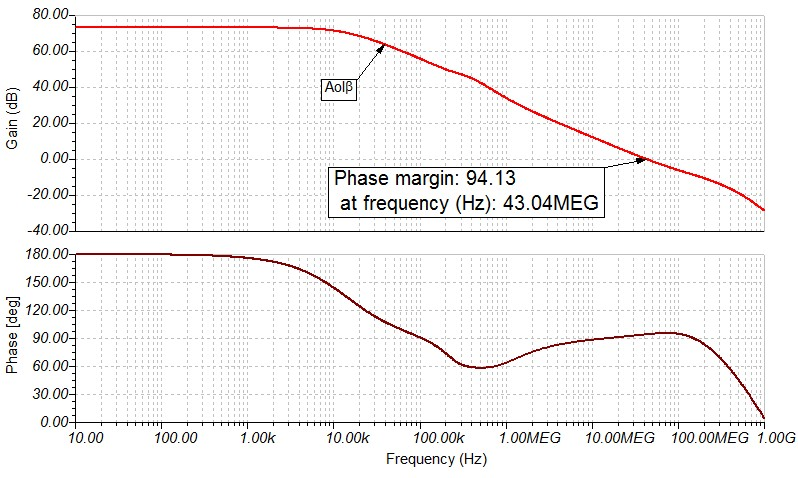 80.00
60.00
40.00
20.00
0.00
-20.00
-40.00
Gain (dB)
Aolβ
Phase margin: 94.13
at frequency (Hz): 43.04MEG
180.00
150.00
120.00
90.00
60.00
30.00
0.00
Phase [deg]
10.00 100.00 1.00k 10.00k 100.00k 1.00MEG 10.00MEG 100.00MEG 1.00G
Frequency (Hz)